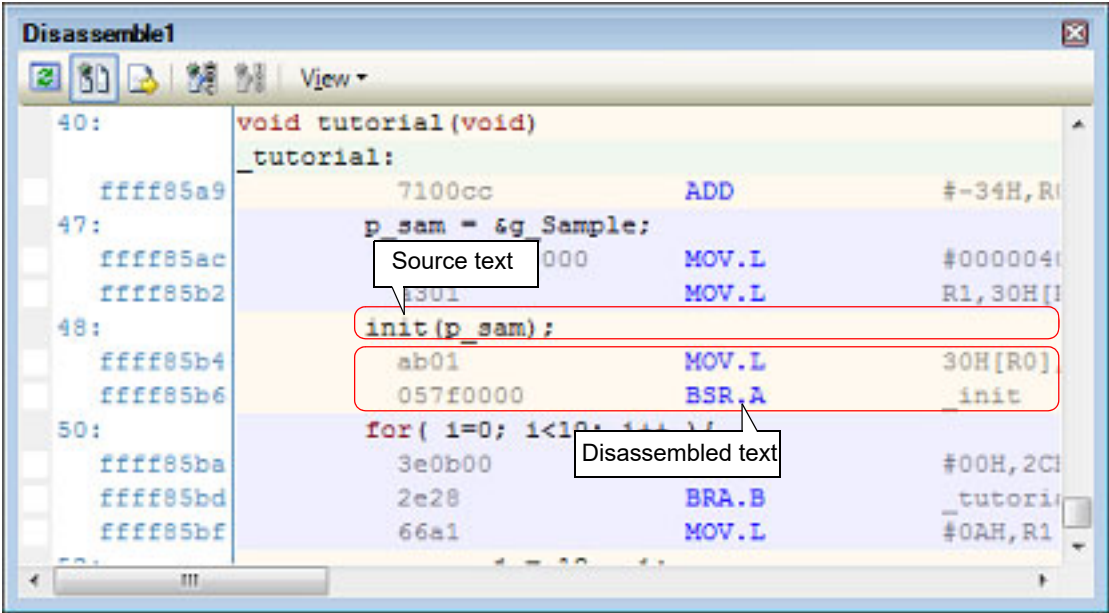 Disassemble1
View
40: void tutorial(void)
_tutorial:
ffff85a9 7100cc ADD #-34H,R
47: p_sam = &g_Sample;
ffff85ac 000 MOV.L #000004
Source text
ffff85b2 a301 MOV.L R1,30H[
48: init(p_sam);
ffff85b4 ab01 MOV.L 30H[R0]
ffff85b6 057f0000 BSR.A _init
50: for( i=0; i<10; i++ ){
Disassembled text
ffff85ba 3e0b00 #00H,2C
ffff85bd 2e28 BRA.B _tutori
ffff85bf 66a1 MOV.L #0AH,R1